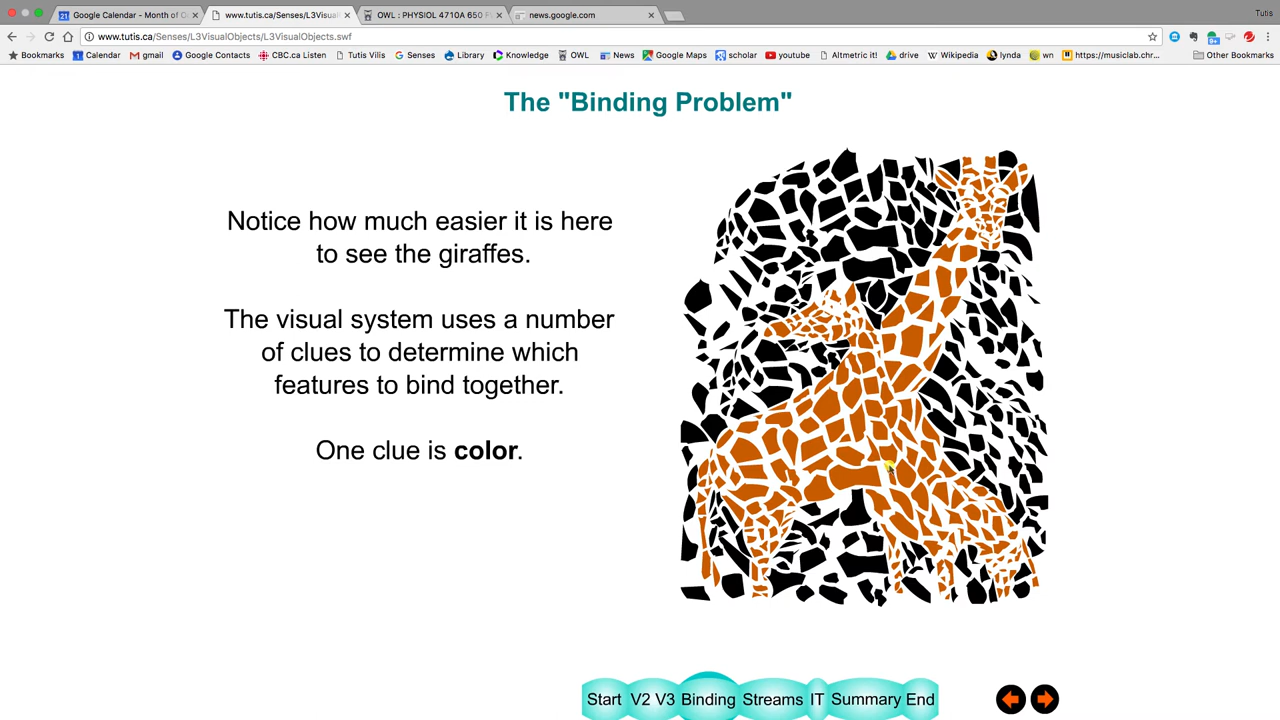 Google Calendar - Month of O
www.tutis.ca/Senses/L3Visual
OWL : PHYSIOL 4710A 650 F
news.google.com
Tutis
www.tutis.ca/Senses/L3VisualObjects/L3VisualObjects.swf
Bookmarks Calendar gmail Google Contacts CBC.ca Listen Tutis Vilis Senses Library Knowledge OWL News Google Maps scholar youtube Altmetric it! drive Wikipedia lynda wn https://musiclab.chr... Other Bookmarks
The "Binding Problem"
Notice how much easier it is here
to see the giraffes.
The visual system uses a number
of clues to determine which
features to bind together.
One clue is color.
Start V2 V3 Binding Streams IT Summary End